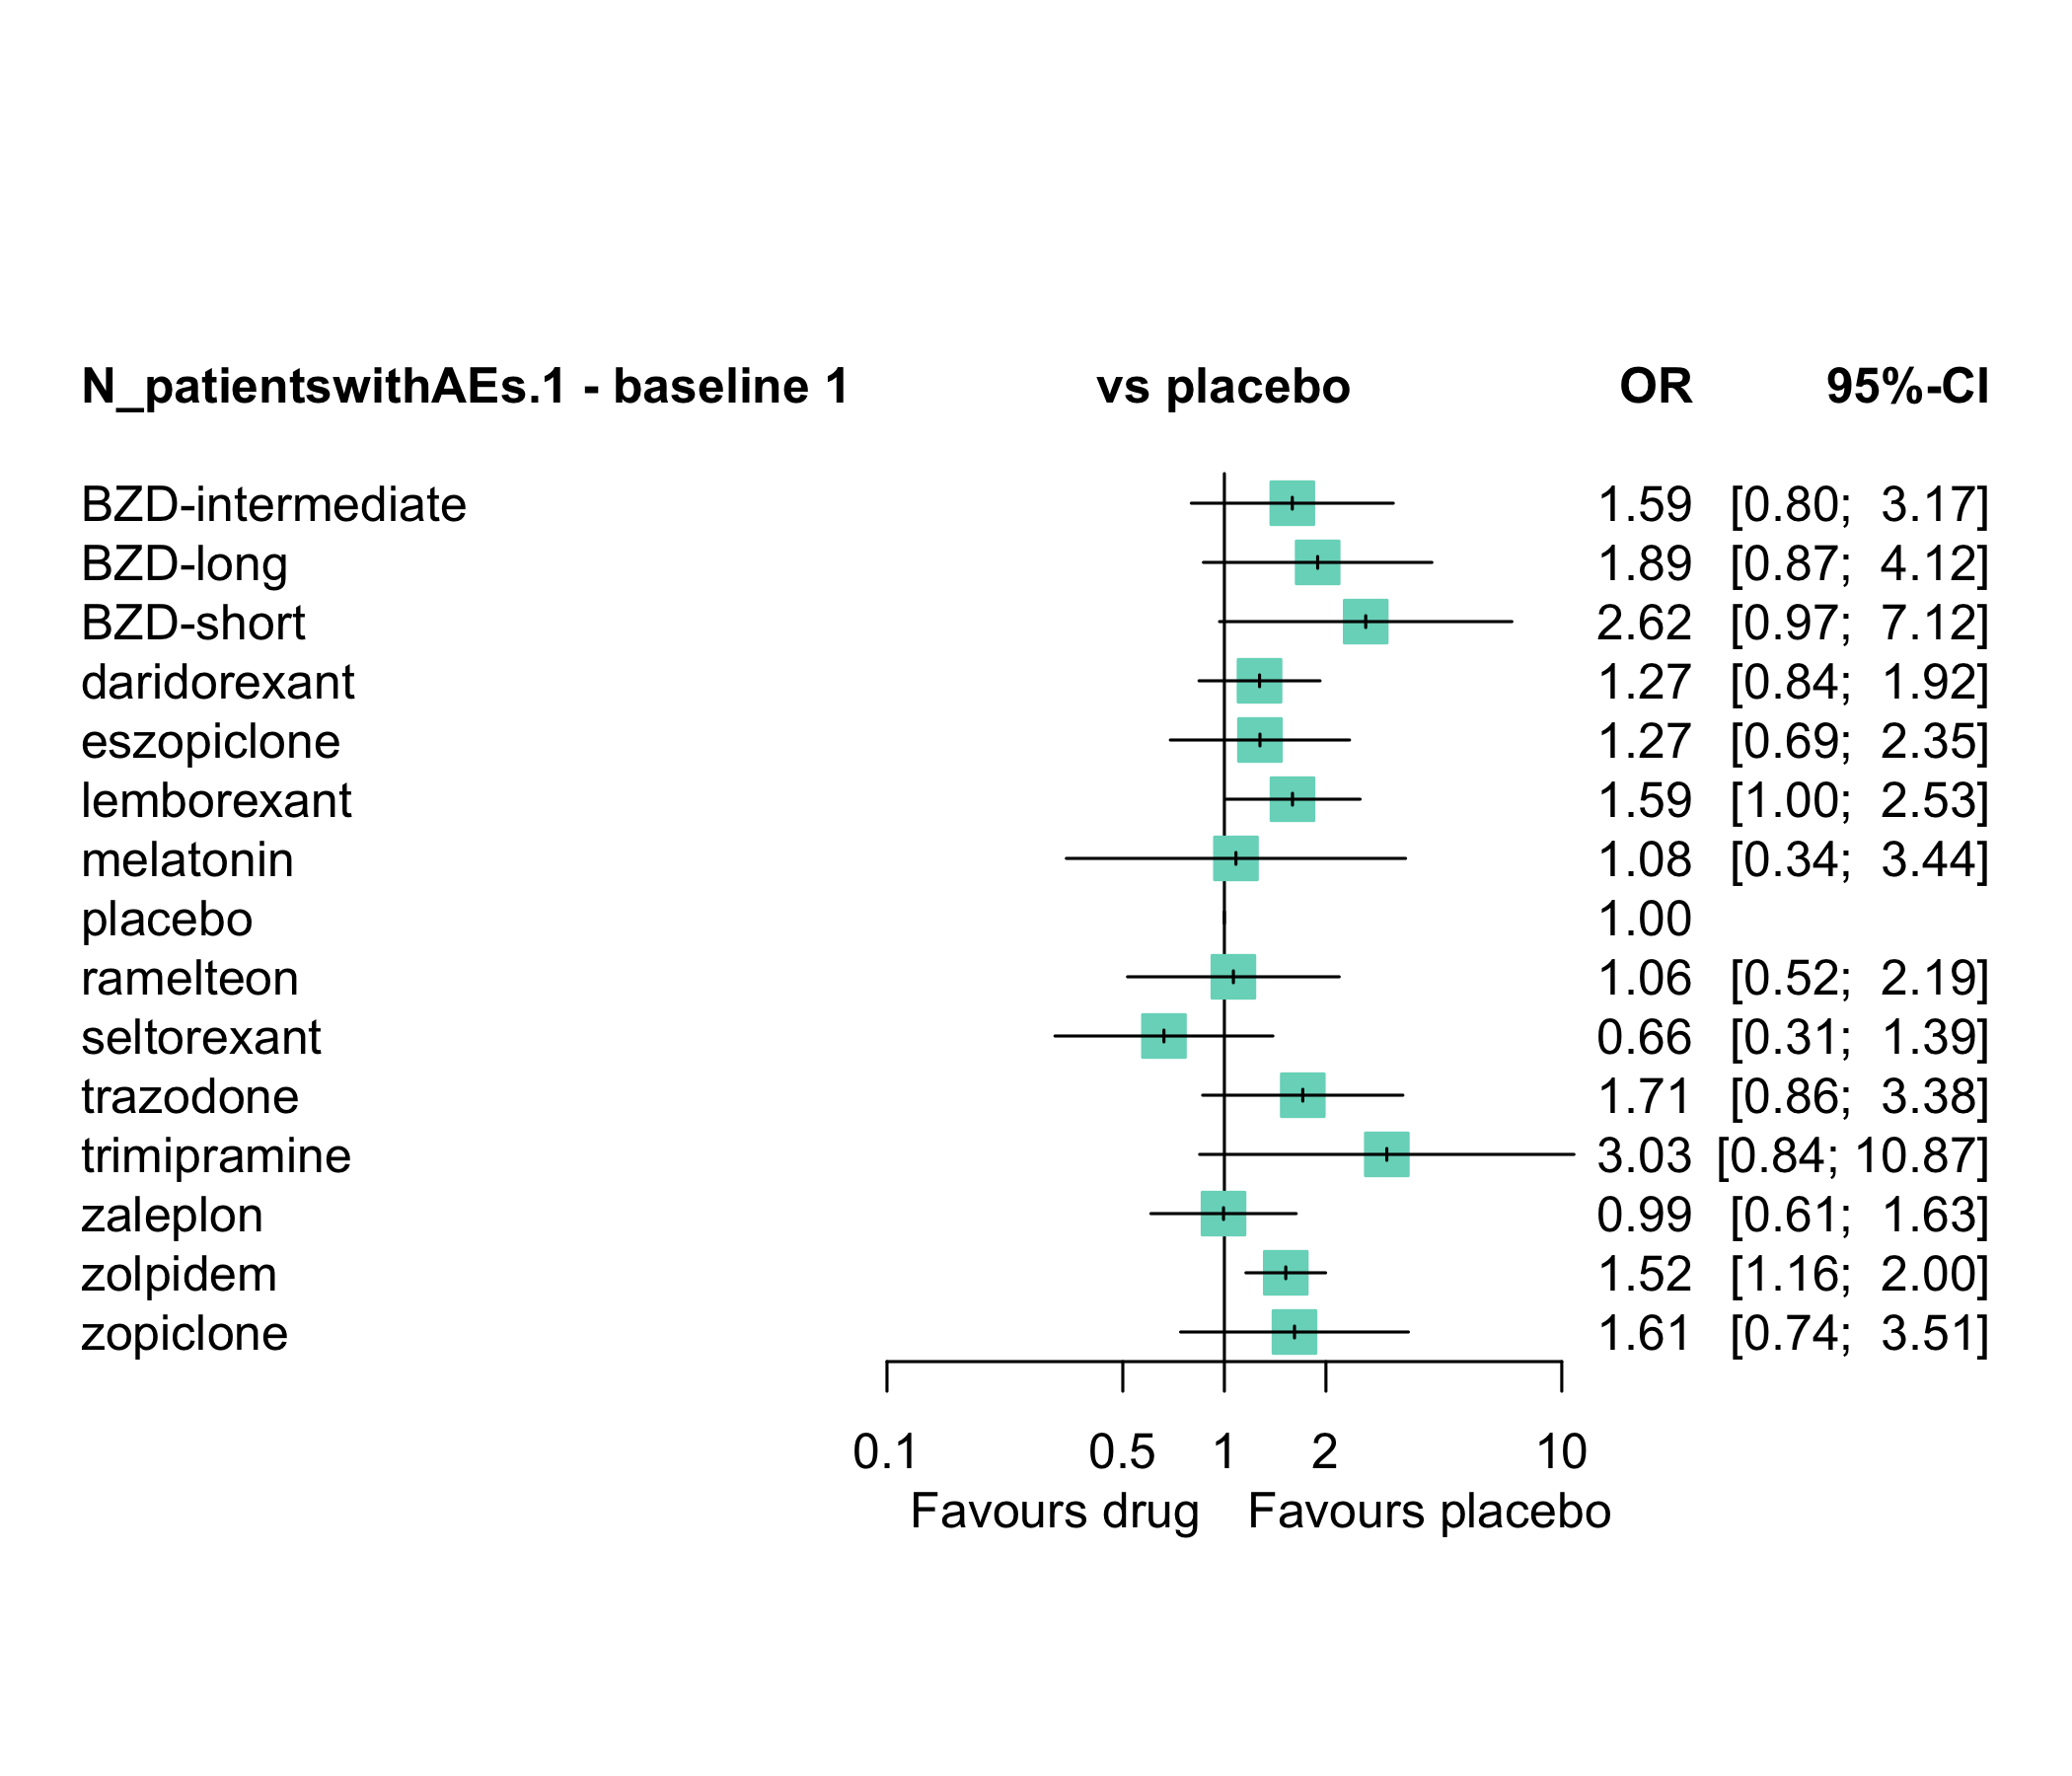 N_patientswithAEs.1 - baseline 1 vs placebo OR 95%-CI
BZD-intermediate 1.59 [0.80; 3.17]
BZD-long 1.89 [0.87; 4.12]
BZD-short 2.62 [0.97; 7.12]
daridorexant 1.27 [0.84; 1.92]
eszopiclone 1.27 [0.69; 2.35]
lemborexant 1.59 [1.00; 2.53]
melatonin 1.08 [0.34; 3.44]
placebo 1.00
ramelteon 1.06 [0.52; 2.19]
seltorexant 0.66 [0.31; 1.39]
trazodone 1.71 [0.86; 3.38]
trimipramine 3.03 [0.84; 10.87]
zaleplon 0.99 [0.61; 1.63]
zolpidem 1.52 [1.16; 2.00]
zopiclone 1.61 [0.74; 3.51]
0.1 0.5 1 2 10
Favours drug Favours placebo